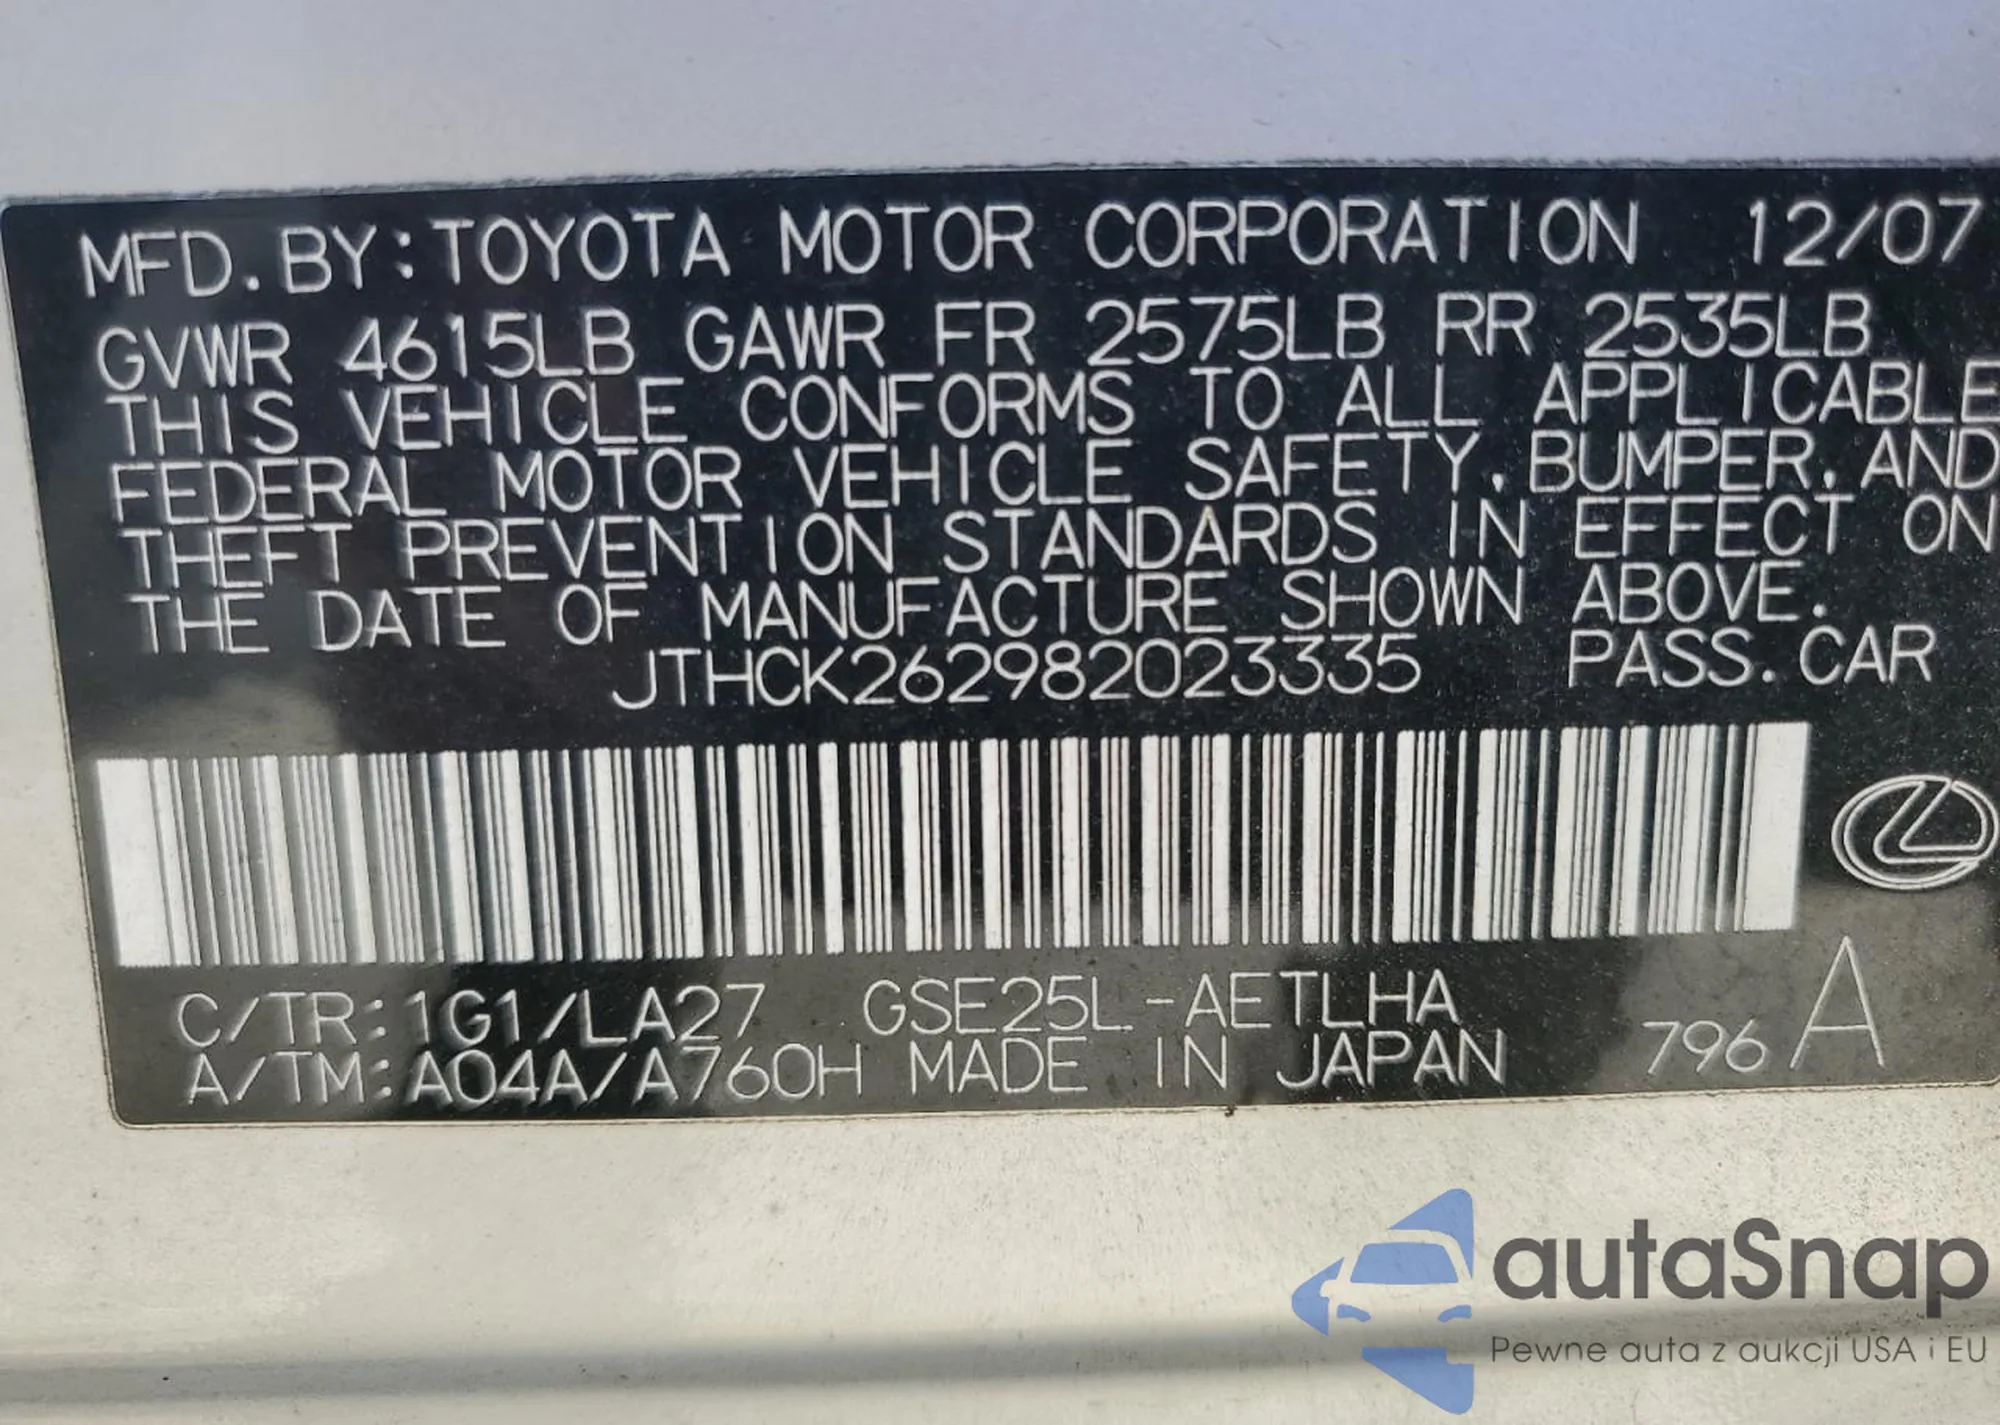 MFD.BY:TOYOTA MOTOR CORPORATION 12/07
GVWR 4615LB GAWR FR 2575LB RR 2535LB
THIS VEHICLE CONFORMS TO ALL APPLICABLE
FEDERAL MOTOR VEHICLE SAFETY,BUMPER,AND
THEFT PREVENTION STANDARDS IN EFFECT ON
THE DATE OF MANUFACTURE SHOWN ABOVE.
JTHCK262982023335 PASS.CAR
C/TR:1G1/LA27 GSE25L-AETLHA
A/TM:A04A/A760H MADE IN JAPAN 796 A
autaSnap
Pewne auta z aukcji USA i EU